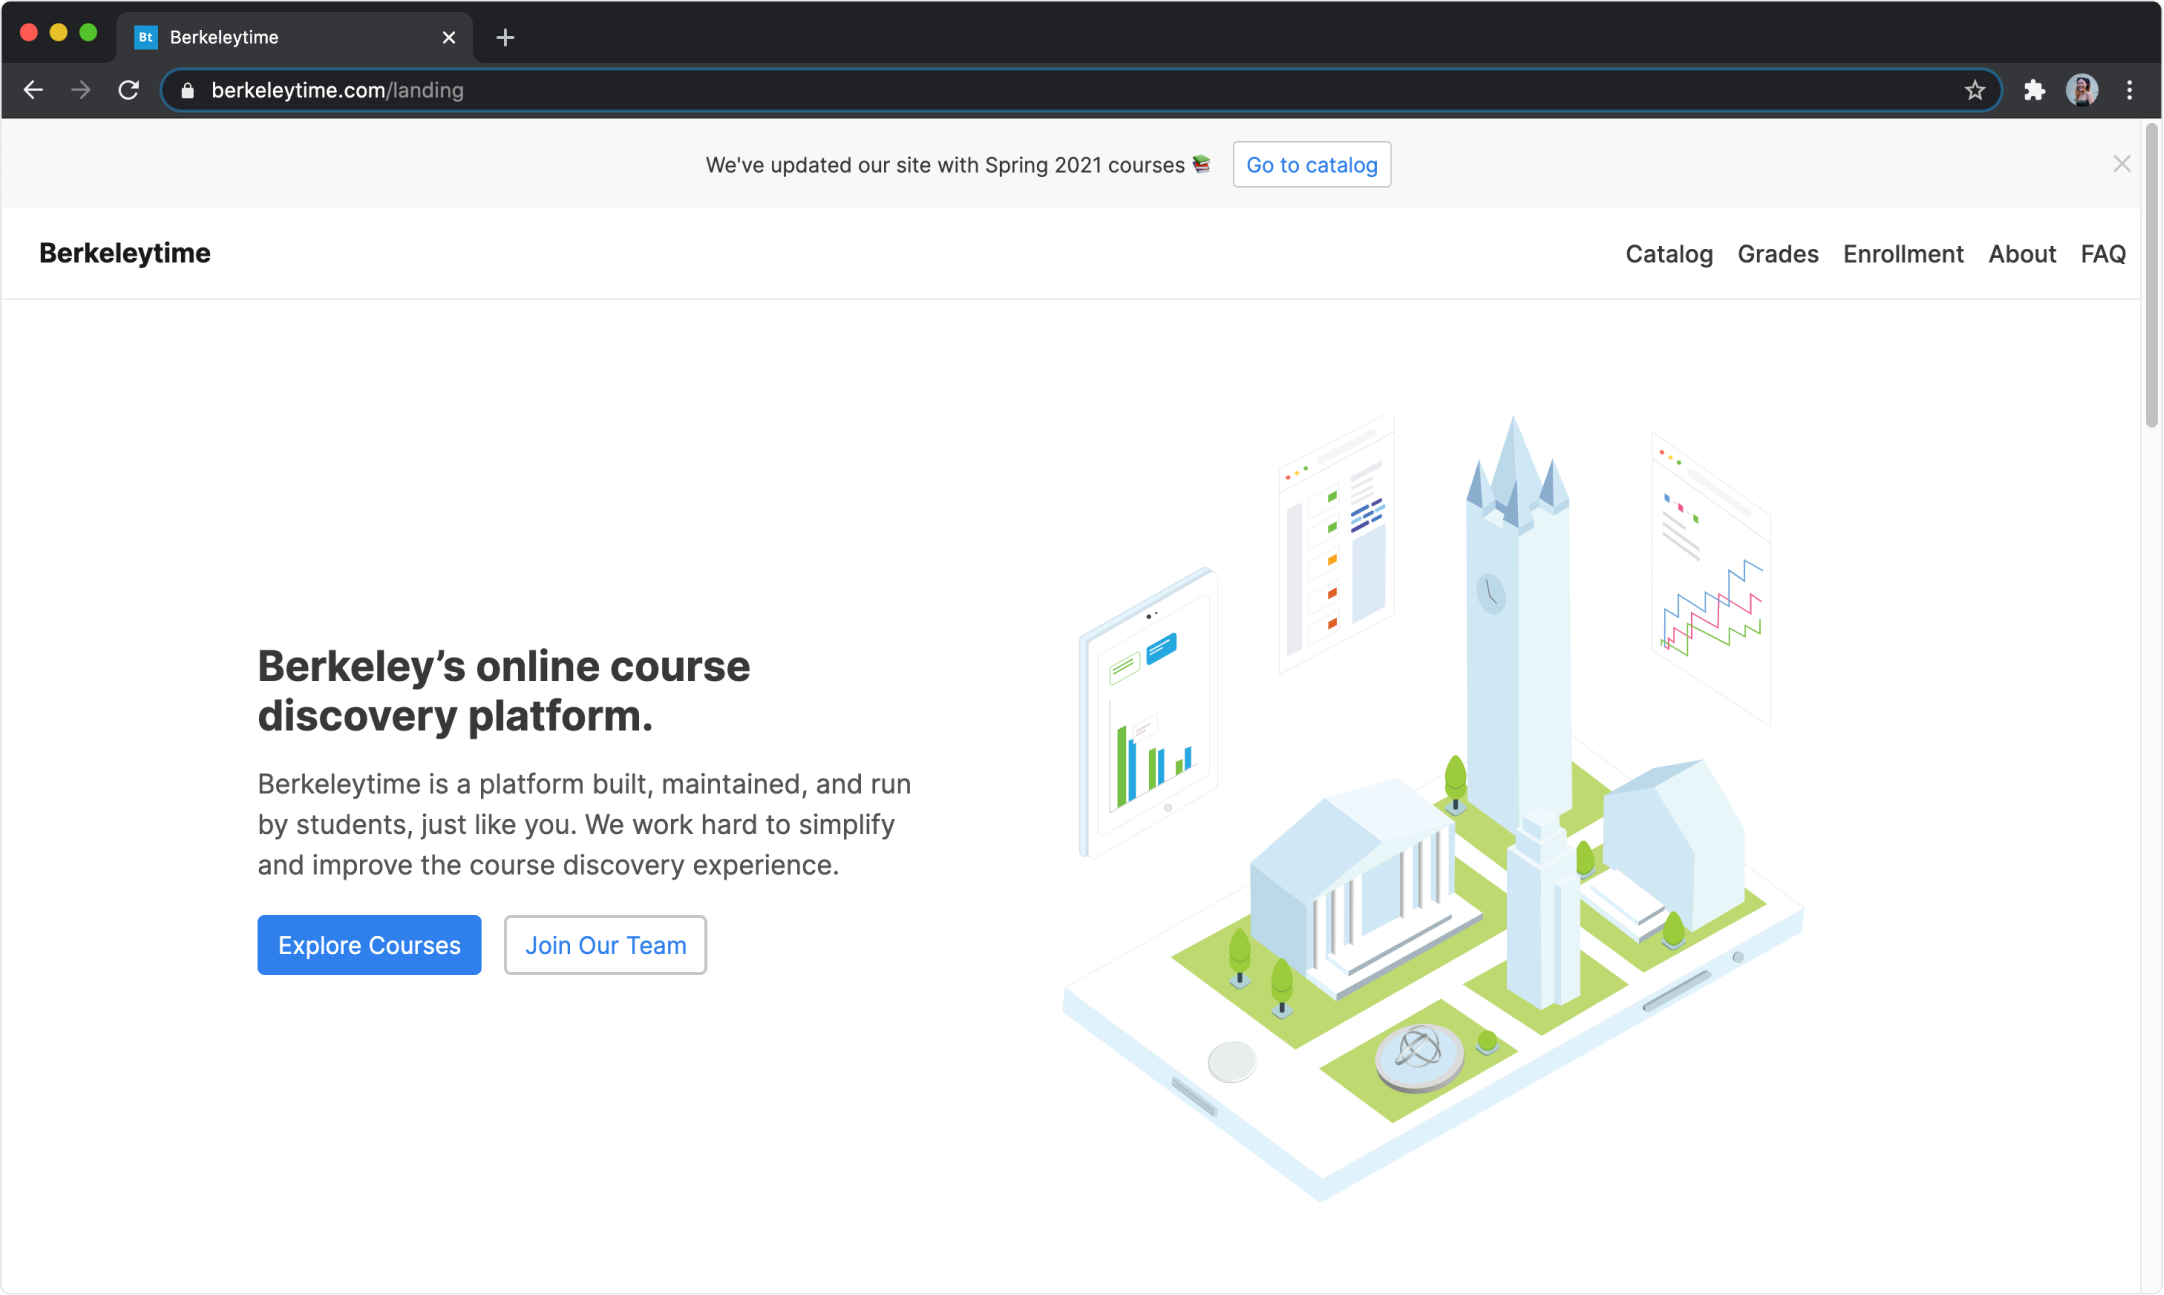 Bt Berkeleytime
berkeleytime.com/landing
We've updated our site with Spring 2021 courses 📚 Go to catalog
Berkeleytime
Catalog Grades Enrollment About FAQ
Berkeley’s online course
discovery platform.
Berkeleytime is a platform built, maintained, and run
by students, just like you. We work hard to simplify
and improve the course discovery experience.
Explore Courses Join Our Team